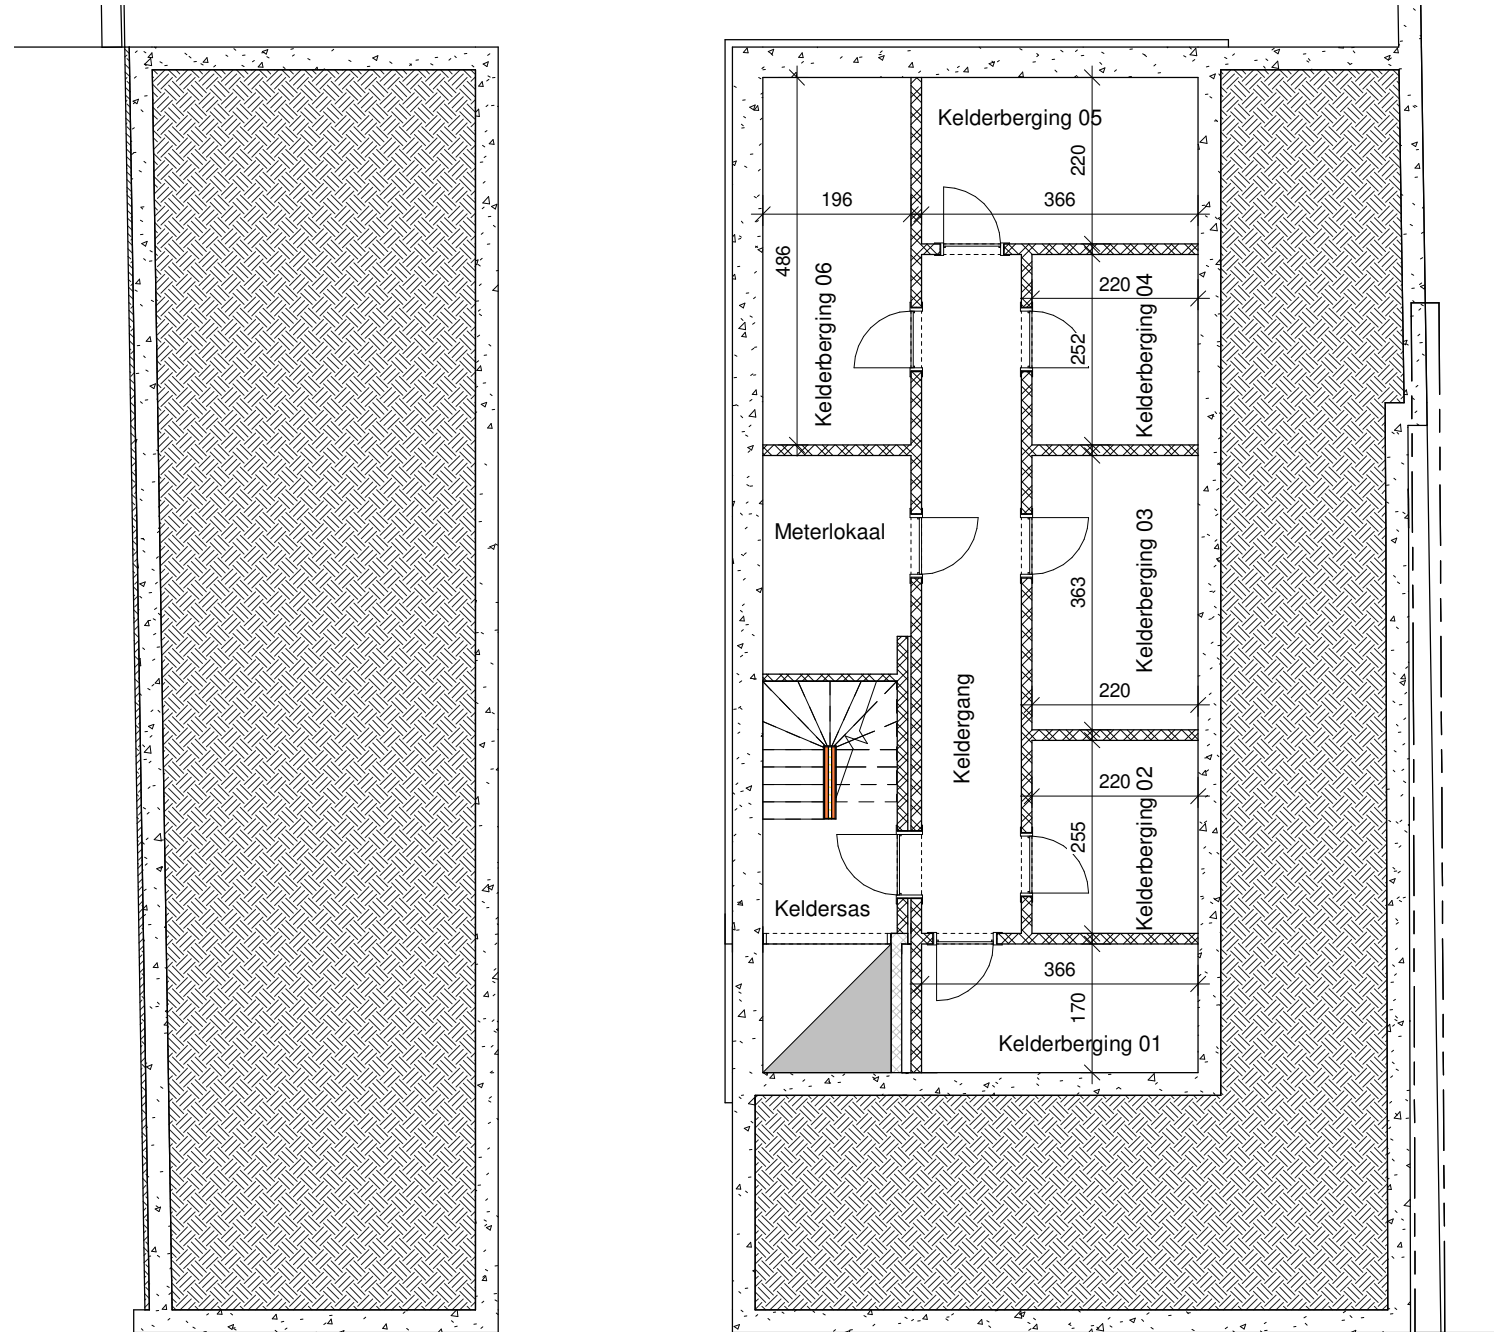 Kelderberging 05
220
196
366
486
Kelderberging 06
220
252
Kelderberging 04
Meterlokaal
Kelderberging 03
363
Keldergang
220
220
Kelderberging 02
255
Keldersas
366
170
Kelderberging 01